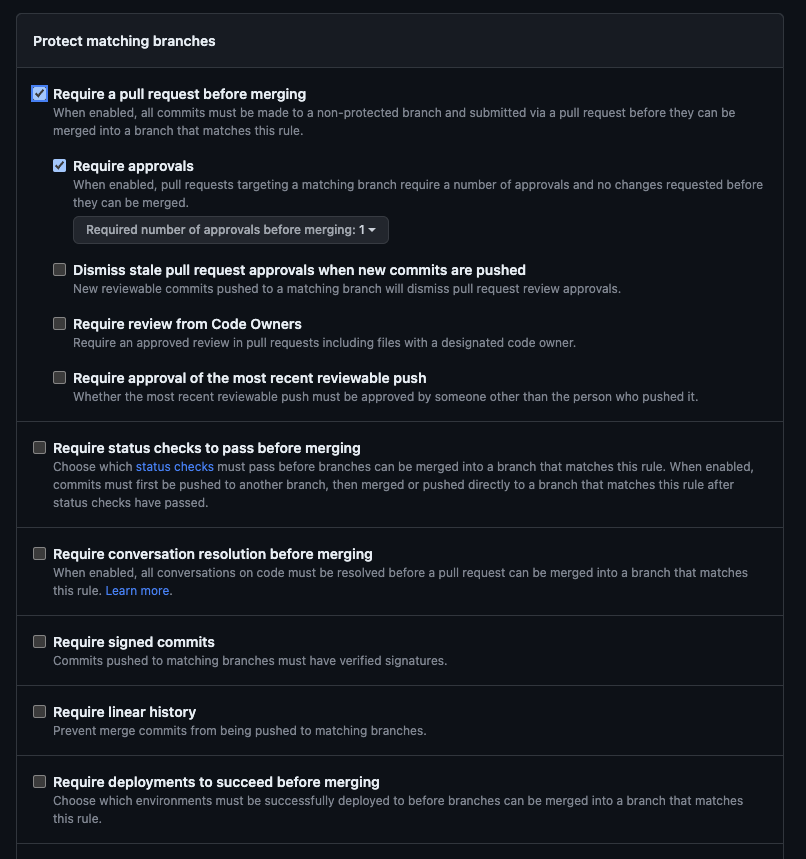 Protect matching branches
Require a pull request before merging
When enabled, all commits must be made to a non-protected branch and submitted via a pull request before they can be
merged into a branch that matches this rule.
Require approvals
When enabled, pull requests targeting a matching branch require a number of approvals and no changes requested before
they can be merged.
Required number of approvals before merging: 1
Dismiss stale pull request approvals when new commits are pushed
New reviewable commits pushed to a matching branch will dismiss pull request review approvals.
Require review from Code Owners
Require an approved review in pull requests including files with a designated code owner.
Require approval of the most recent reviewable push
Whether the most recent reviewable push must be approved by someone other than the person who pushed it.
Require status checks to pass before merging
Choose which status checks must pass before branches can be merged into a branch that matches this rule. When enabled,
commits must first be pushed to another branch, then merged or pushed directly to a branch that matches this rule after
status checks have passed.
Require conversation resolution before merging
When enabled, all conversations on code must be resolved before a pull request can be merged into a branch that matches
this rule. Learn more.
Require signed commits
Commits pushed to matching branches must have verified signatures.
Require linear history
Prevent merge commits from being pushed to matching branches.
Require deployments to succeed before merging
Choose which environments must be successfully deployed to before branches can be merged into a branch that matches
this rule.